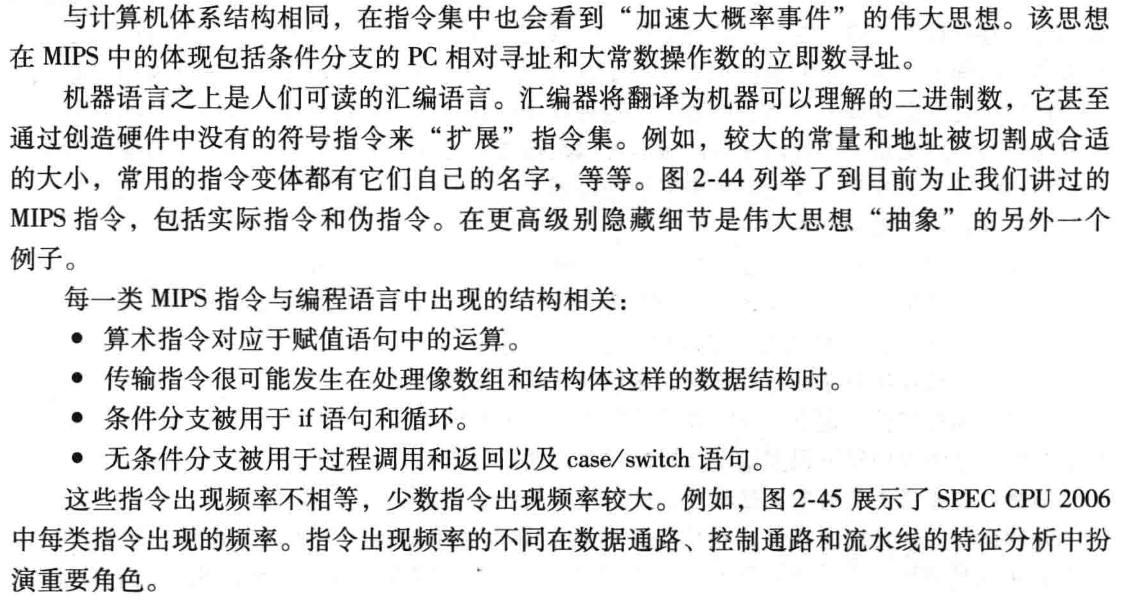 与计算机体系结构相同，在指令集中也会看到“加速大概率事件”的伟大思想。该思想
在 MIPS 中的体现包括条件分支的 PC 相对寻址和大常数操作数的立即数寻址。
机器语言之上是人们可读的汇编语言。汇编器将翻译为机器可以理解的二进制数，它甚至
通过创造硬件中没有的符号指令来“扩展”指令集。例如，较大的常量和地址被切割成合适
的大小，常用的指令变体都有它们自己的名字，等等。图 2-44 列举了到目前为止我们讲过的
MIPS 指令，包括实际指令和伪指令。在更高级别隐藏细节是伟大思想“抽象”的另外一个
例子。
每一类 MIPS 指令与编程语言中出现的结构相关：
● 算术指令对应于赋值语句中的运算。
● 传输指令很可能发生在处理像数组和结构体这样的数据结构时。
● 条件分支被用于 if 语句和循环。
● 无条件分支被用于过程调用和返回以及 case/switch 语句。
这些指令出现频率不相等，少数指令出现频率较大。例如，图 2-45 展示了 SPEC CPU 2006
中每类指令出现的频率。指令出现频率的不同在数据通路、控制通路和流水线的特征分析中扮
演重要角色。